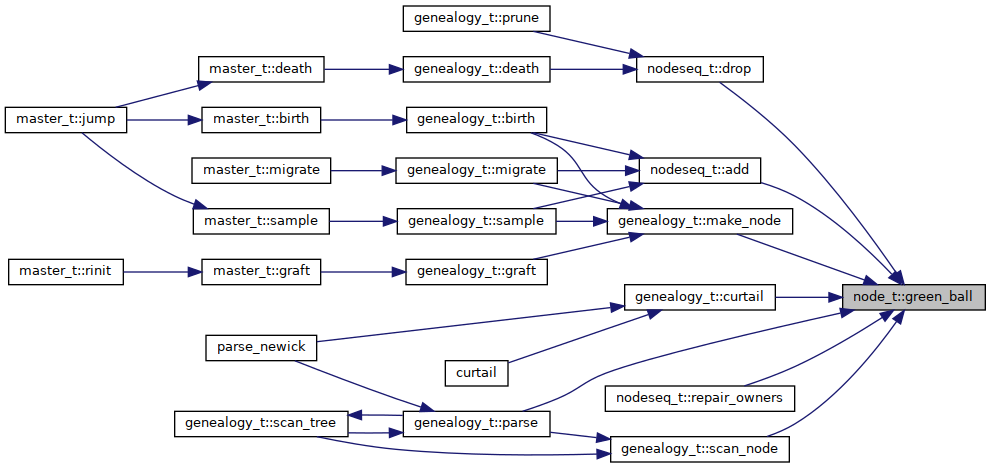 genealogy_t::prune
master_t::death
genealogy_t::death
nodeseq_t::drop
master_t::jump
master_t::birth
genealogy_t::birth
master_t::migrate
genealogy_t::migrate
nodeseq_t::add
master_t::sample
genealogy_t::sample
genealogy_t::make_node
master_t::rinit
master_t::graft
genealogy_t::graft
genealogy_t::curtail
node_t::green_ball
parse_newick
curtail
nodeseq_t::repair_owners
genealogy_t::scan_tree
genealogy_t::parse
genealogy_t::scan_node